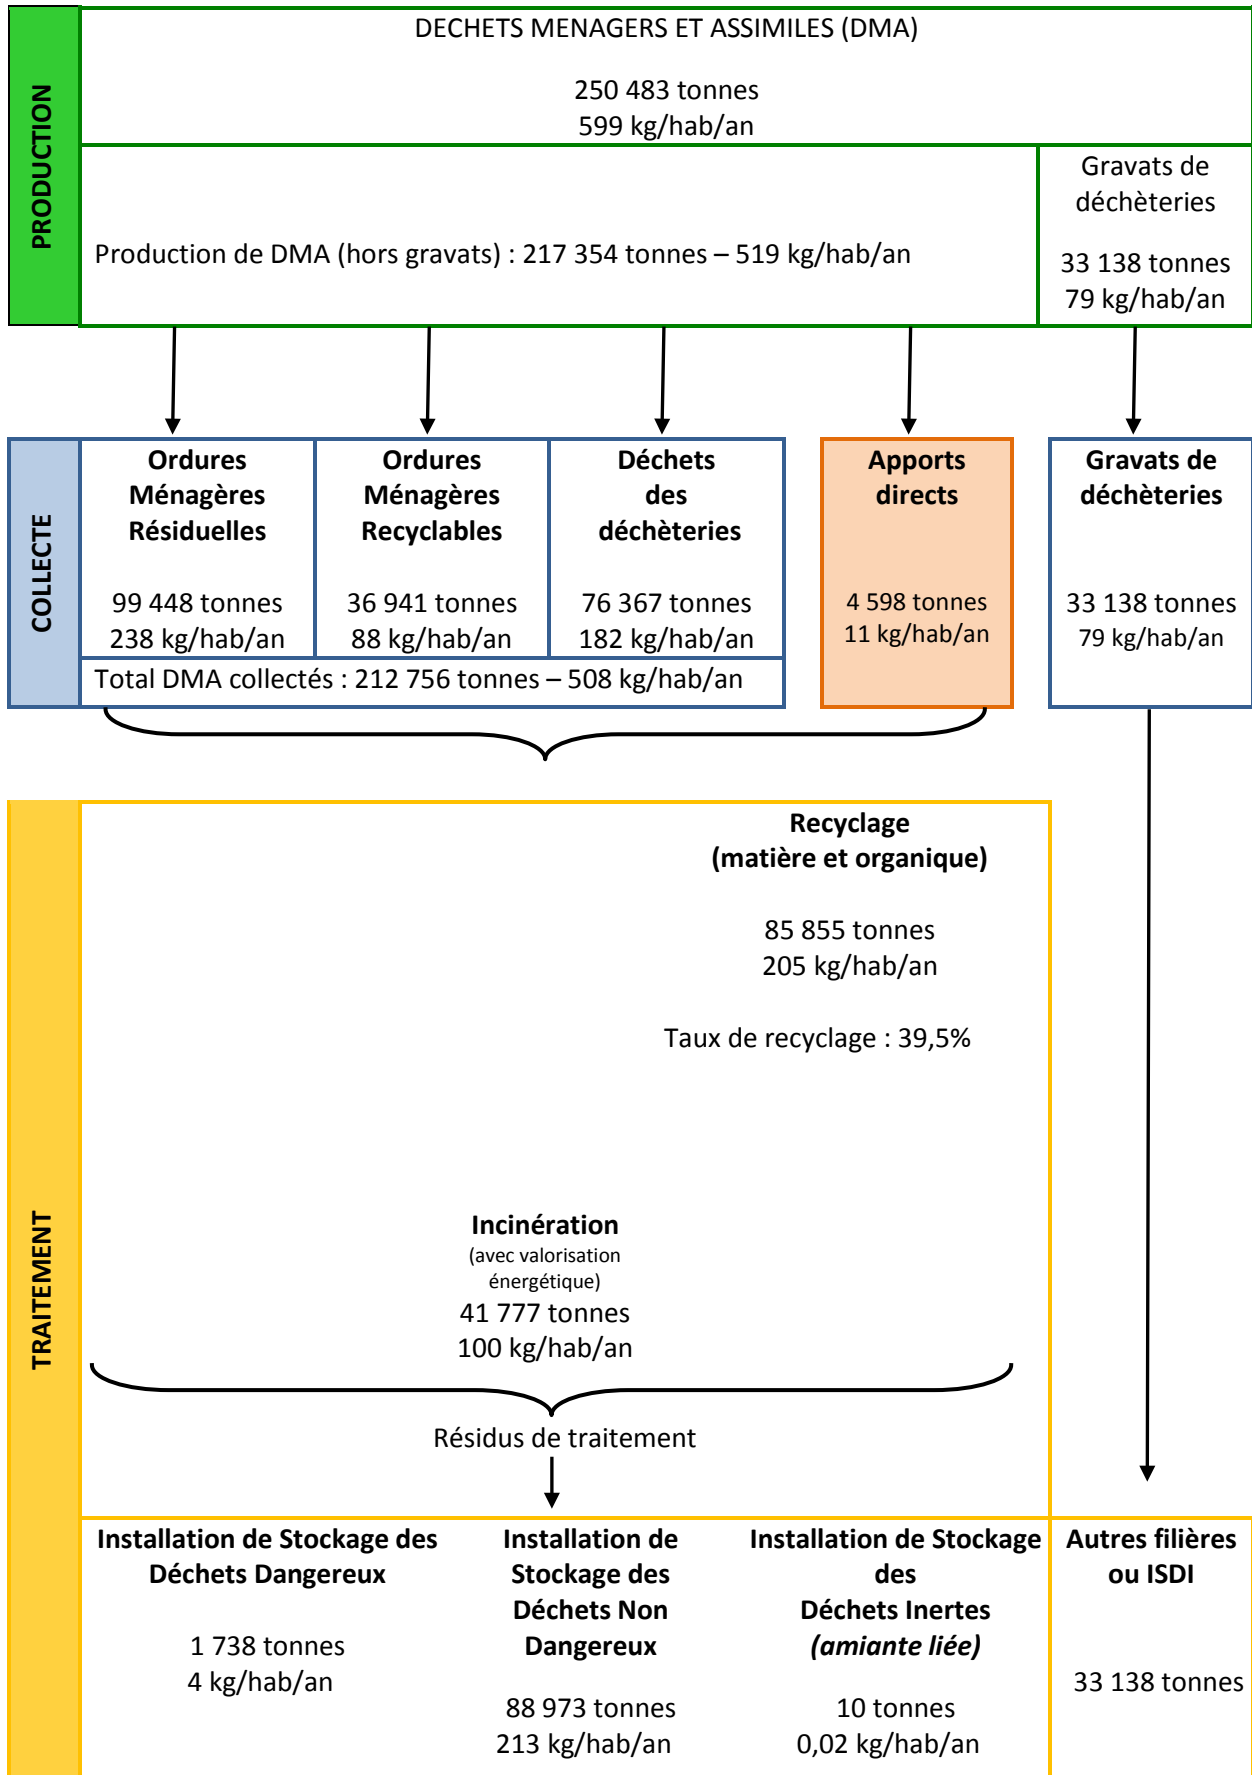 PRODUCTION
DECHETS MENAGERS ET ASSIMILES (DMA)
250 483 tonnes
599 kg/hab/an
Production de DMA (hors gravats) : 217 354 tonnes – 519 kg/hab/an
Gravats de
déchèteries
33 138 tonnes
79 kg/hab/an
COLLECTE
Ordures
Ménagères
Résiduelles
99 448 tonnes
238 kg/hab/an
Ordures
Ménagères
Recyclables
36 941 tonnes
88 kg/hab/an
Déchets
des
déchèteries
76 367 tonnes
182 kg/hab/an
Total DMA collectés : 212 756 tonnes – 508 kg/hab/an
Apports
directs
4 598 tonnes
11 kg/hab/an
Gravats de
déchèteries
33 138 tonnes
79 kg/hab/an
TRAITEMENT
Recyclage
(matière et organique)
85 855 tonnes
205 kg/hab/an
Taux de recyclage : 39,5%
Incinération
(avec valorisation
énergétique)
41 777 tonnes
100 kg/hab/an
Résidus de traitement
Installation de Stockage des
Déchets Dangereux
1 738 tonnes
4 kg/hab/an
Installation de
Stockage des
Déchets Non
Dangereux
88 973 tonnes
213 kg/hab/an
Installation de Stockage
des
Déchets Inertes
(amiante liée)
10 tonnes
0,02 kg/hab/an
Autres filières
ou ISDI
33 138 tonnes